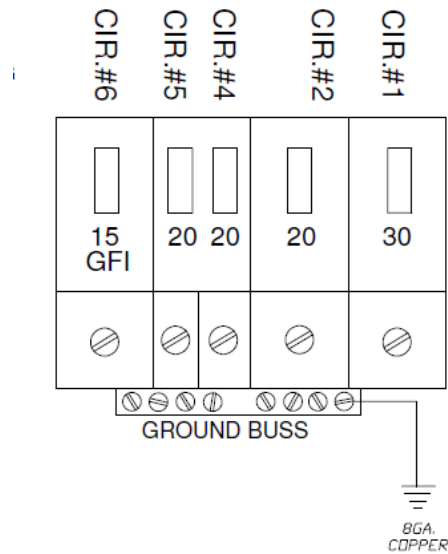 CIR.#6
CIR.#5
CIR.#4
CIR.#2
CIR.#1
15 20 20 20 30
GFI
GROUND BUSS
8GA.
COPPER